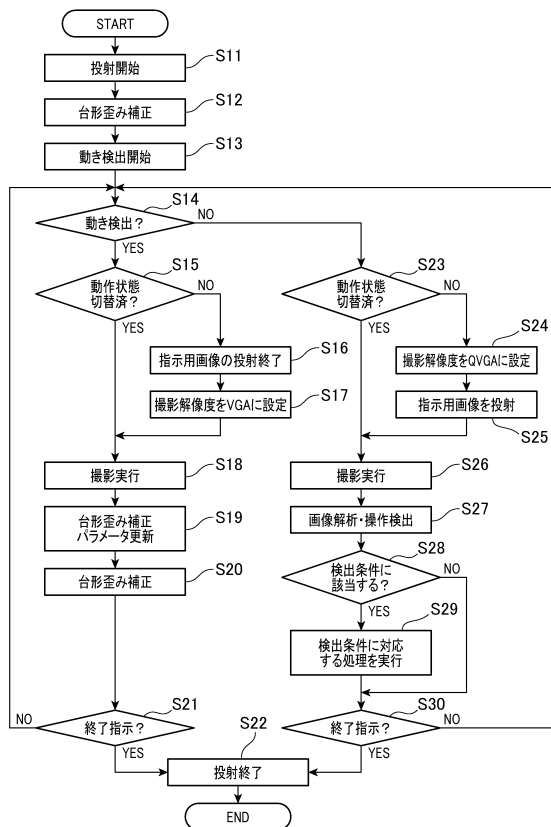 START
投射開始
S11
台形歪み補正
S12
動き検出開始
S13
動き検出?
S14
NO
YES
動作状態
切替済?
S15
NO
YES
指示用画像の投射終了
S16
撮影解像度をVGAに設定
S17
撮影実行
S18
台形歪み補正
パラメータ更新
S19
台形歪み補正
S20
終了指示?
S21
NO
YES
投射終了
S22
END
動作状態
切替済?
S23
NO
YES
撮影解像度をQVGAに設定
S24
指示用画像を投射
S25
撮影実行
S26
画像解析・操作検出
S27
検出条件に
該当する?
S28
NO
YES
検出条件に対応
する処理を実行
S29
終了指示?
S30
NO
YES